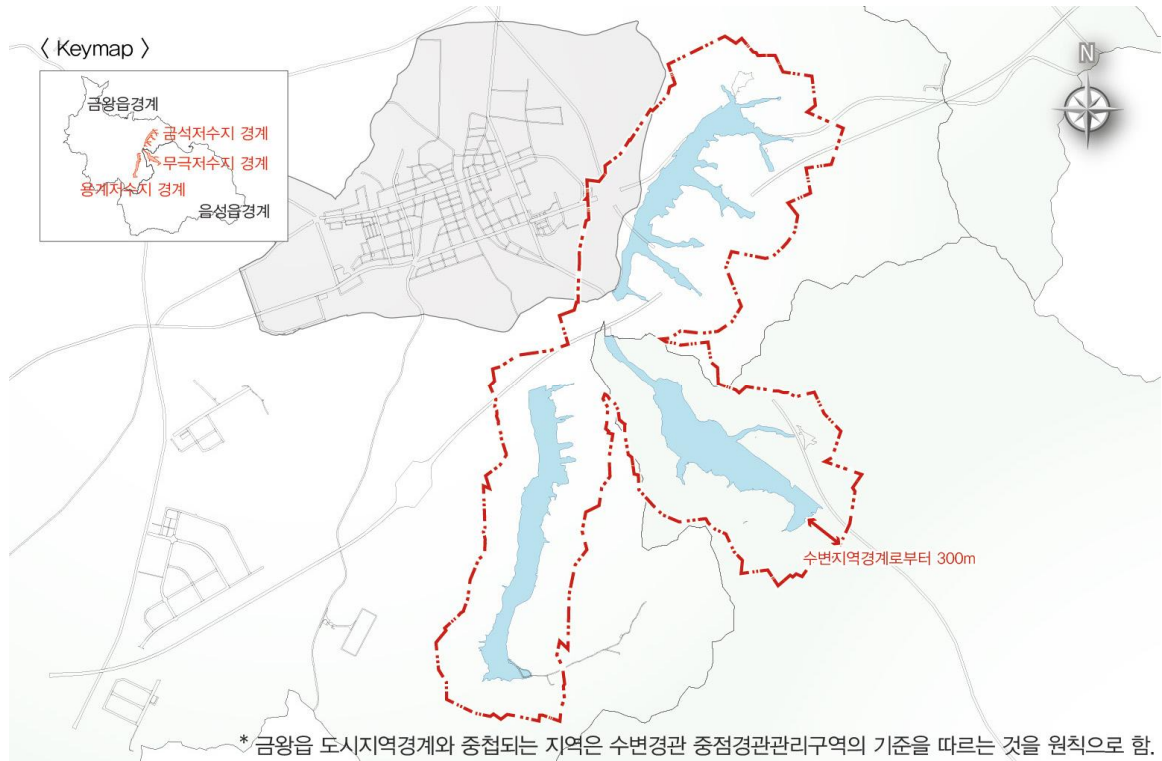 〈 Keymap 〉
금왕읍경계
금석저수지 경계
무극저수지 경계
용계저수지 경계
음성읍경계
N
수변지역경계로부터 300m
* 금왕읍 도시지역경계와 중첩되는 지역은 수변경관 중점경관관리구역의 기준을 따르는 것을 원칙으로 함.